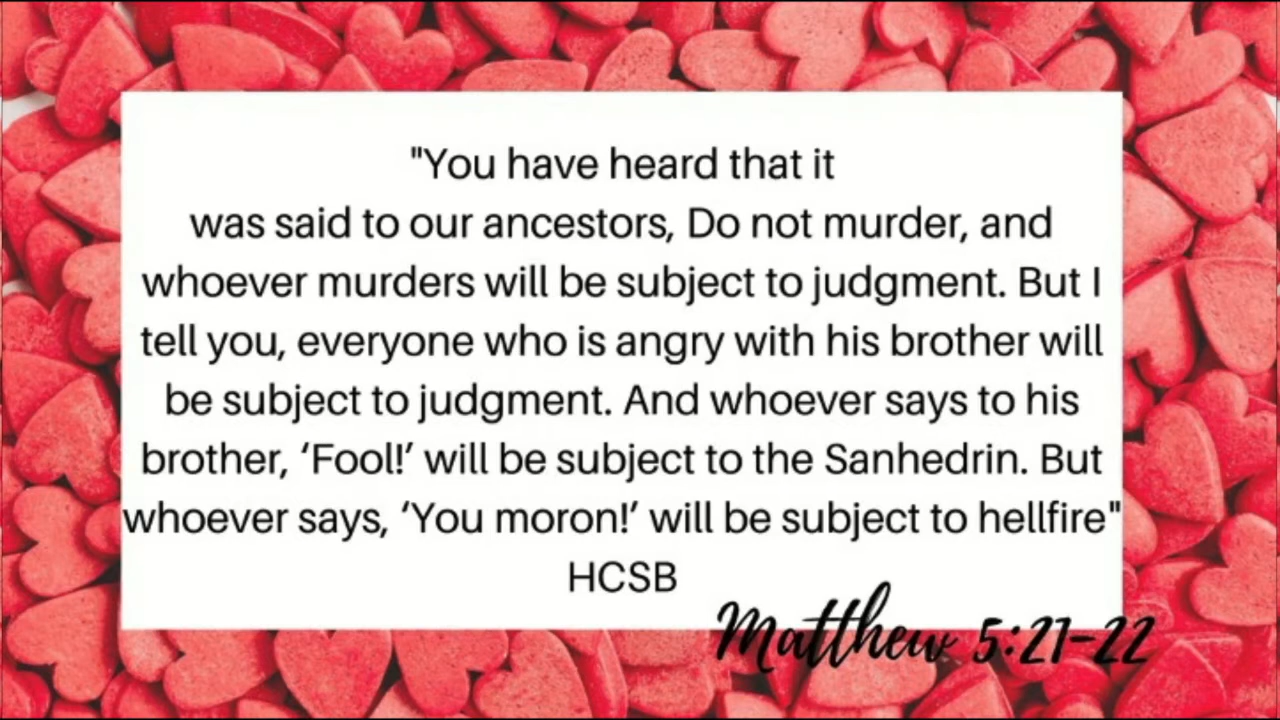 "You have heard that it
was said to our ancestors, Do not murder, and
whoever murders will be subject to judgment. But I
tell you, everyone who is angry with his brother will
be subject to judgment. And whoever says to his
brother, ‘Fool!’ will be subject to the Sanhedrin. But
whoever says, ‘You moron!’ will be subject to hellfire"
HCSB
Matthew 5:21-22